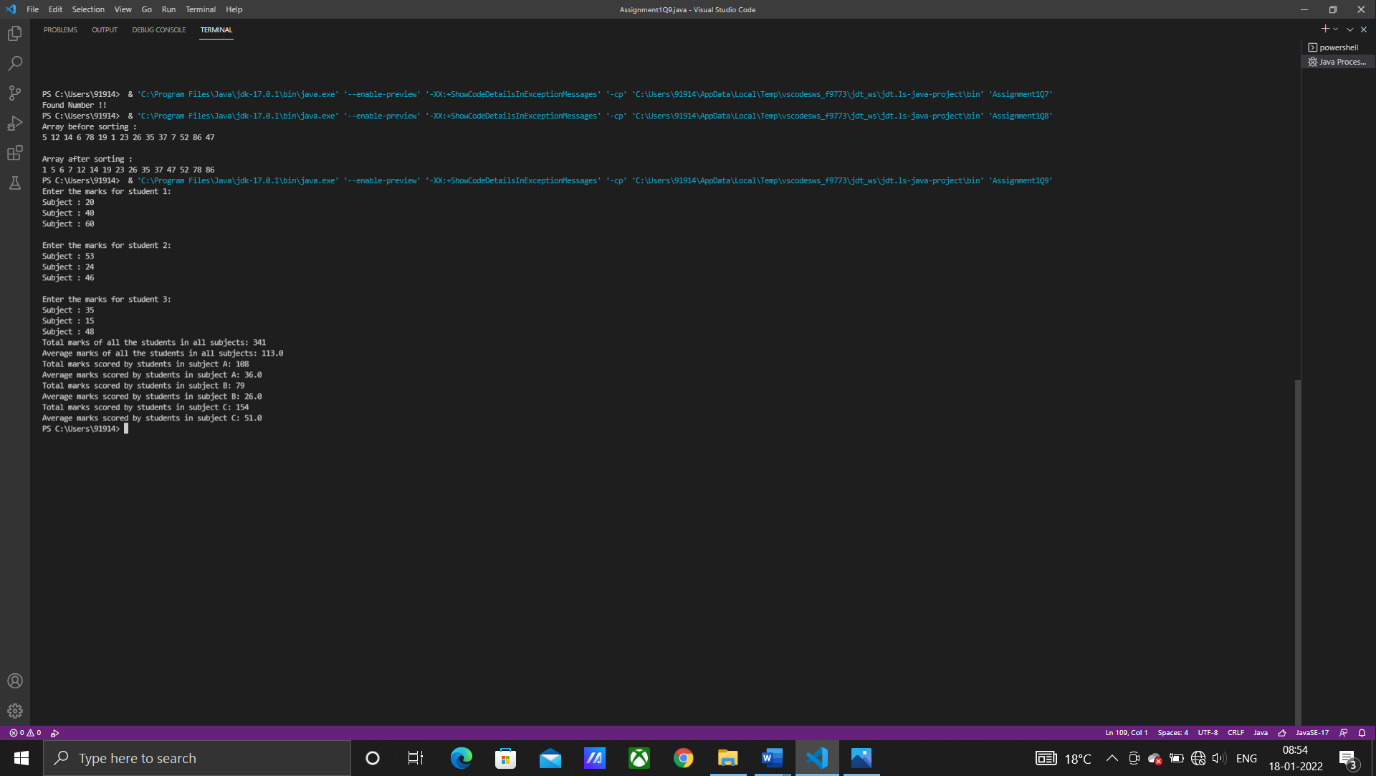 File Edit Selection View Go Run Terminal Help
Assignment1Q9.java - Visual Studio Code
PROBLEMS OUTPUT DEBUG CONSOLE TERMINAL
powershell
Java Proces...
PS C:\Users\91914> & 'C:\Program Files\Java\jdk-17.0.1\bin\java.exe' '--enable-preview' '-XX:+ShowCodeDetailsInExceptionMessages' '-cp' 'C:\Users\91914\AppData\Local\Temp\vscodesws_f9773\jdt_ws\jdt.ls-java-project\bin' 'Assignment1Q7'
Found Number !!
PS C:\Users\91914> & 'C:\Program Files\Java\jdk-17.0.1\bin\java.exe' '--enable-preview' '-XX:+ShowCodeDetailsInExceptionMessages' '-cp' 'C:\Users\91914\AppData\Local\Temp\vscodesws_f9773\jdt_ws\jdt.ls-java-project\bin' 'Assignment1Q8'
Array before sorting :
5 12 14 6 78 19 1 23 26 35 37 7 52 86 47
Array after sorting :
1 5 6 7 12 14 19 23 26 35 37 47 52 78 86
PS C:\Users\91914> & 'C:\Program Files\Java\jdk-17.0.1\bin\java.exe' '--enable-preview' '-XX:+ShowCodeDetailsInExceptionMessages' '-cp' 'C:\Users\91914\AppData\Local\Temp\vscodesws_f9773\jdt_ws\jdt.ls-java-project\bin' 'Assignment1Q9'
Enter the marks for student 1:
Subject : 20
Subject : 40
Subject : 60
Enter the marks for student 2:
Subject : 53
Subject : 24
Subject : 46
Enter the marks for student 3:
Subject : 35
Subject : 15
Subject : 48
Total marks of all the students in all subjects: 341
Average marks of all the students in all subjects: 113.0
Total marks scored by students in subject A: 108
Average marks scored by students in subject A: 36.0
Total marks scored by students in subject B: 79
Average marks scored by students in subject B: 26.0
Total marks scored by students in subject C: 154
Average marks scored by students in subject C: 51.0
PS C:\Users\91914>
0 0 Ln 109, Col 1 Spaces: 4 UTF-8 CRLF Java JavaSE-17
Type here to search
18°C
ENG
08:54
18-01-2022
3